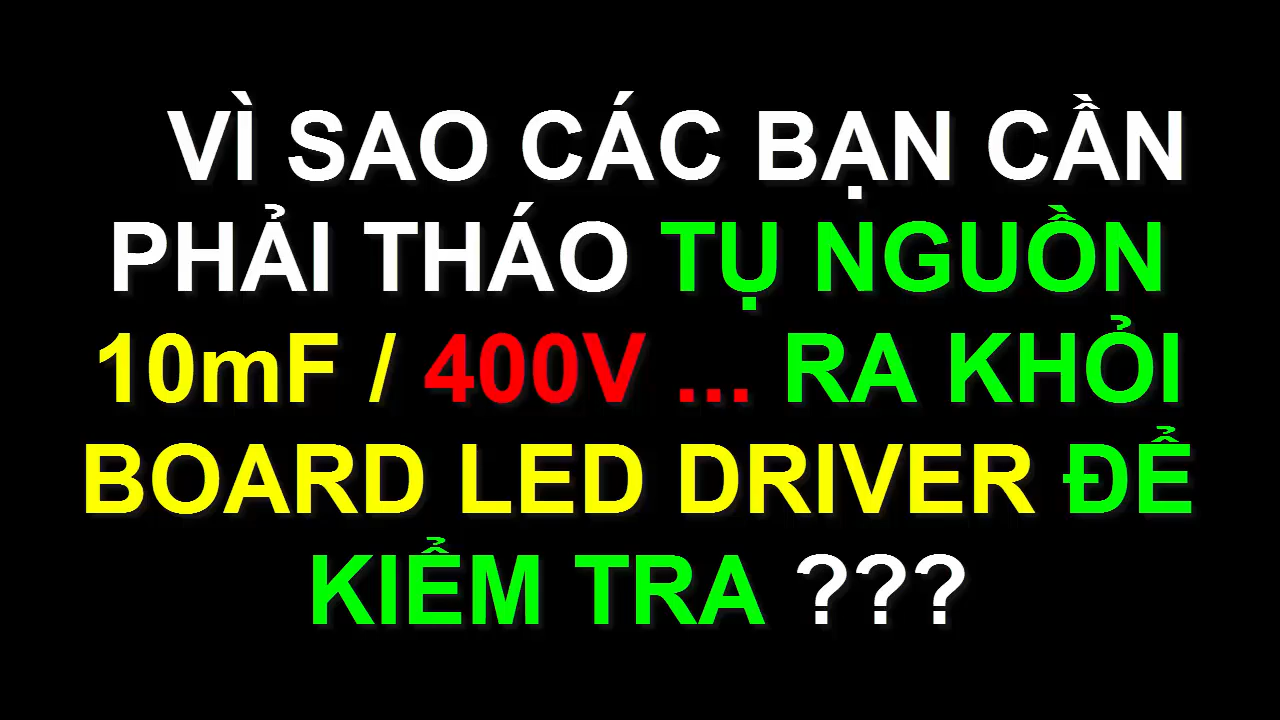 VÌ SAO CÁC BẠN CẦN
PHẢI THÁO TỤ NGUỒN
10mF / 400V ... RA KHỎI
BOARD LED DRIVER ĐỂ
KIỂM TRA ???